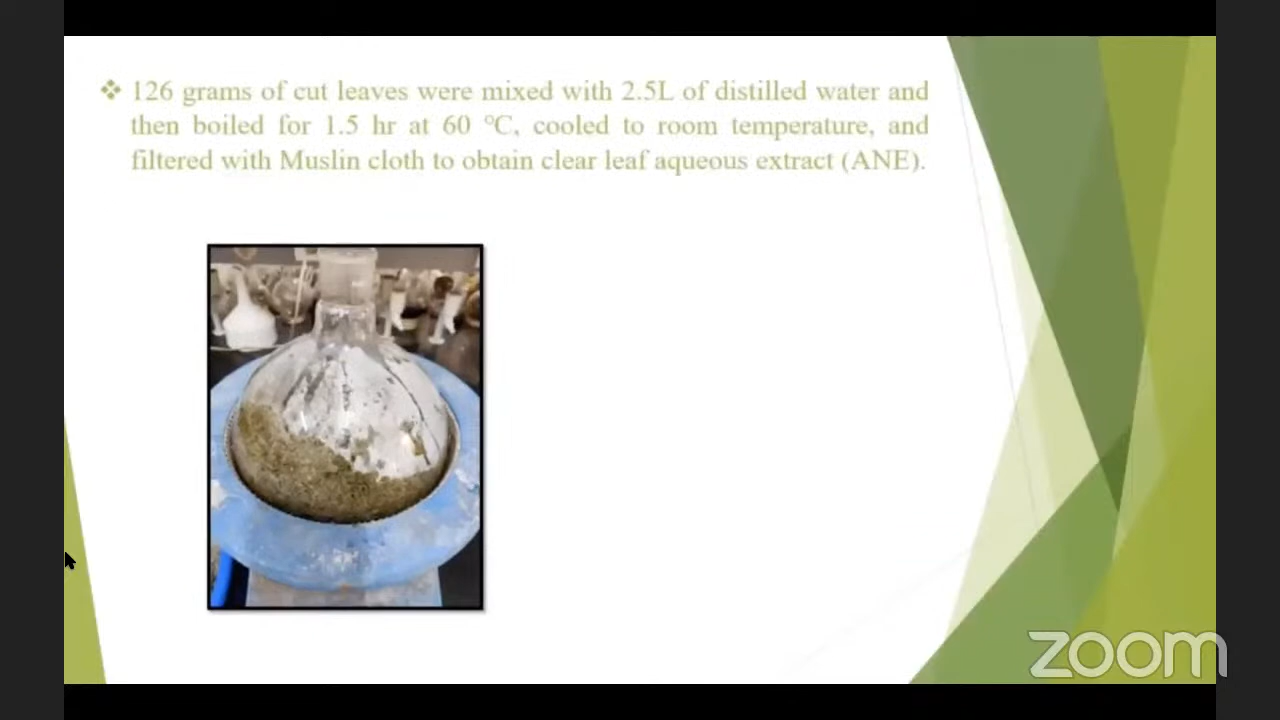 126 grams of cut leaves were mixed with 2.5L of distilled water and
then boiled for 1.5 hr at 60 °C, cooled to room temperature, and
filtered with Muslin cloth to obtain clear leaf aqueous extract (ANE).
zoom